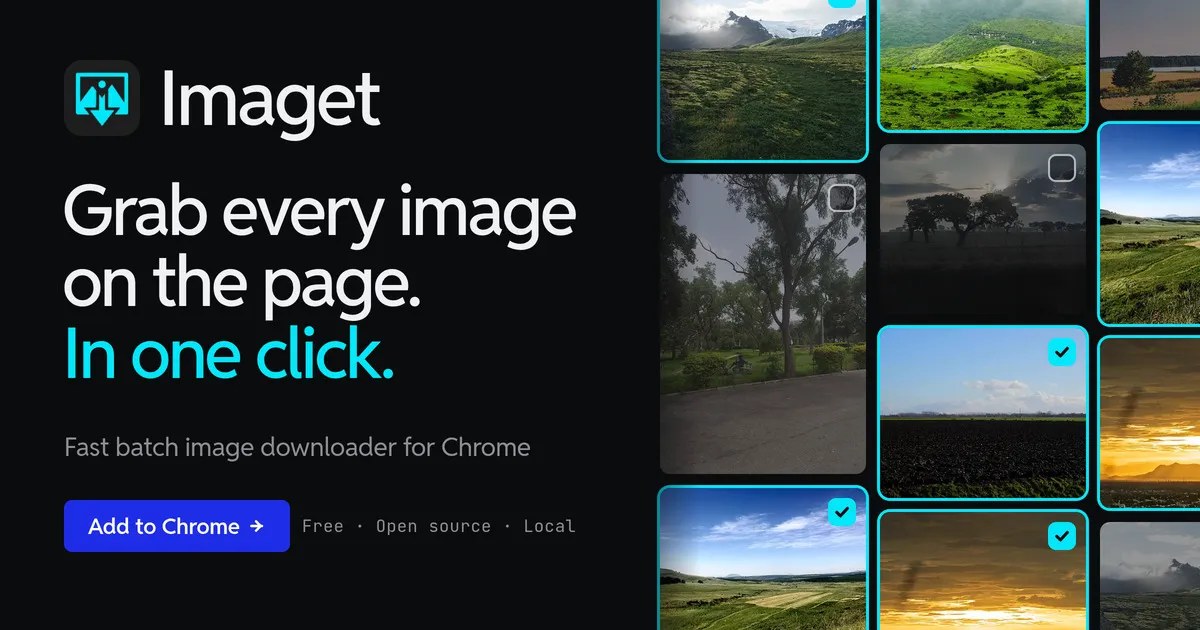 Imaget
Grab every image
on the page.
In one click.
Fast batch image downloader for Chrome
Add to Chrome →
Free · Open source · Local